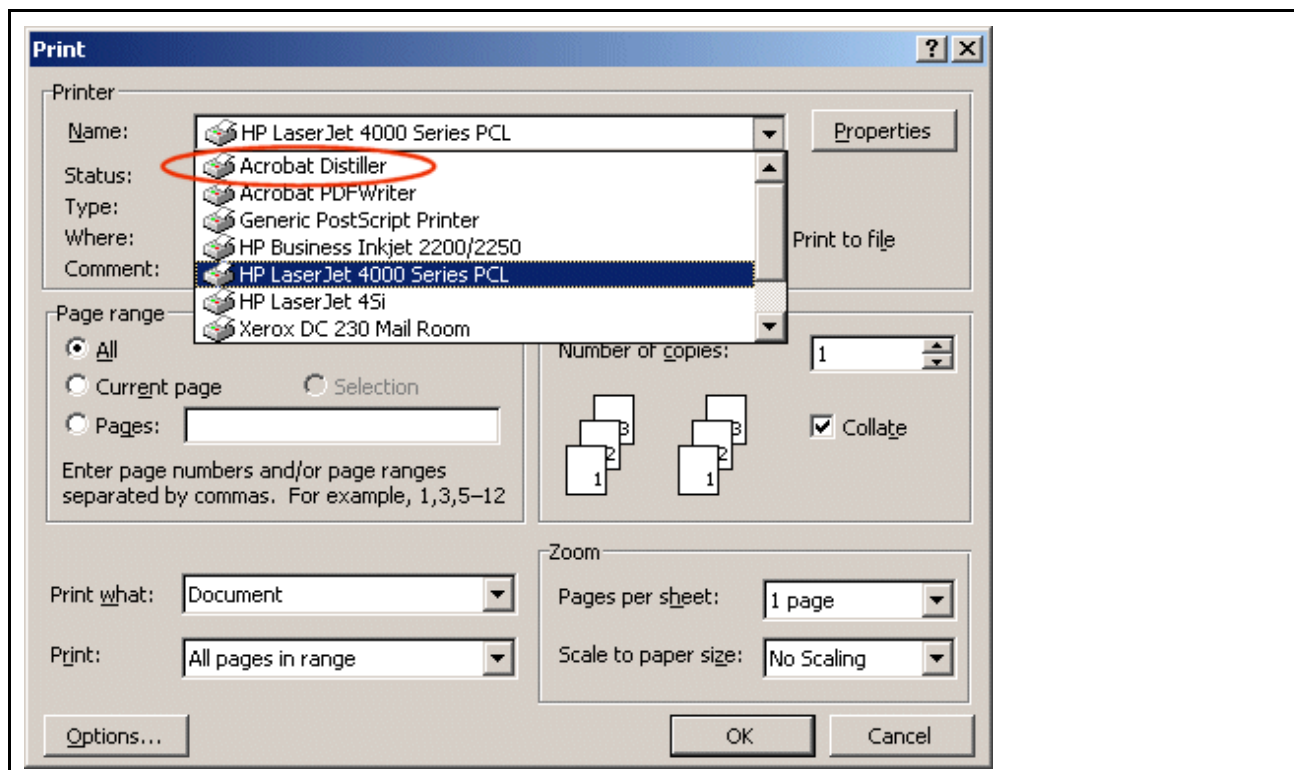 Print
Printer
Name: HP LaserJet 4000 Series PCL Properties
Acrobat Distiller
Status:
Acrobat PDFWriter
Type:
Generic PostScript Printer
Where: HP Business Inkjet 2200/2250 Print to file
Comment: HP LaserJet 4000 Series PCL
HP LaserJet 4Si
Page range
Xerox DC 230 Mail Room
All
Number of copies: 1
Current page Selection
Pages:
Collate
3 3
2 2
1 1
Enter page numbers and/or page ranges
separated by commas. For example, 1,3,5–12
Zoom
Print what: Document
Pages per sheet: 1 page
Print: All pages in range
Scale to paper size: No Scaling
Options... OK Cancel